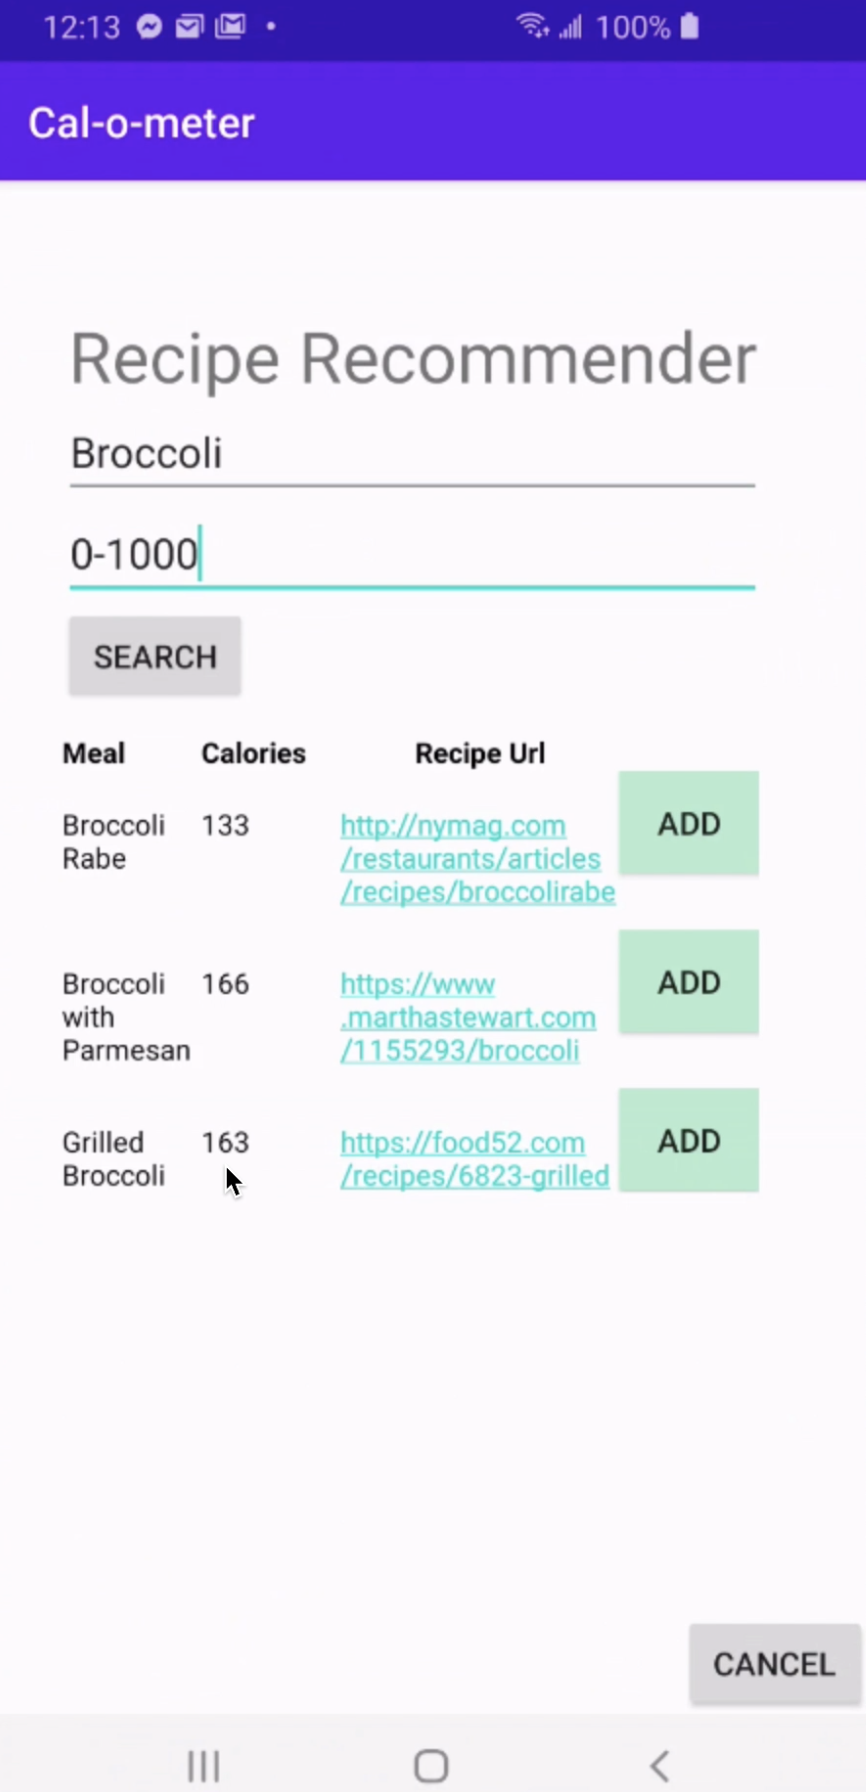 12:13 100%
Cal-o-meter
Recipe Recommender
Broccoli
0-1000
SEARCH
Meal Calories Recipe Url
Broccoli 133 http://nymag.com ADD
Rabe /restaurants/articles
/recipes/broccolirabe
Broccoli 166 https://www ADD
with .marthastewart.com
Parmesan /1155293/broccoli
Grilled 163 https://food52.com ADD
Broccoli /recipes/6823-grilled
CANCEL